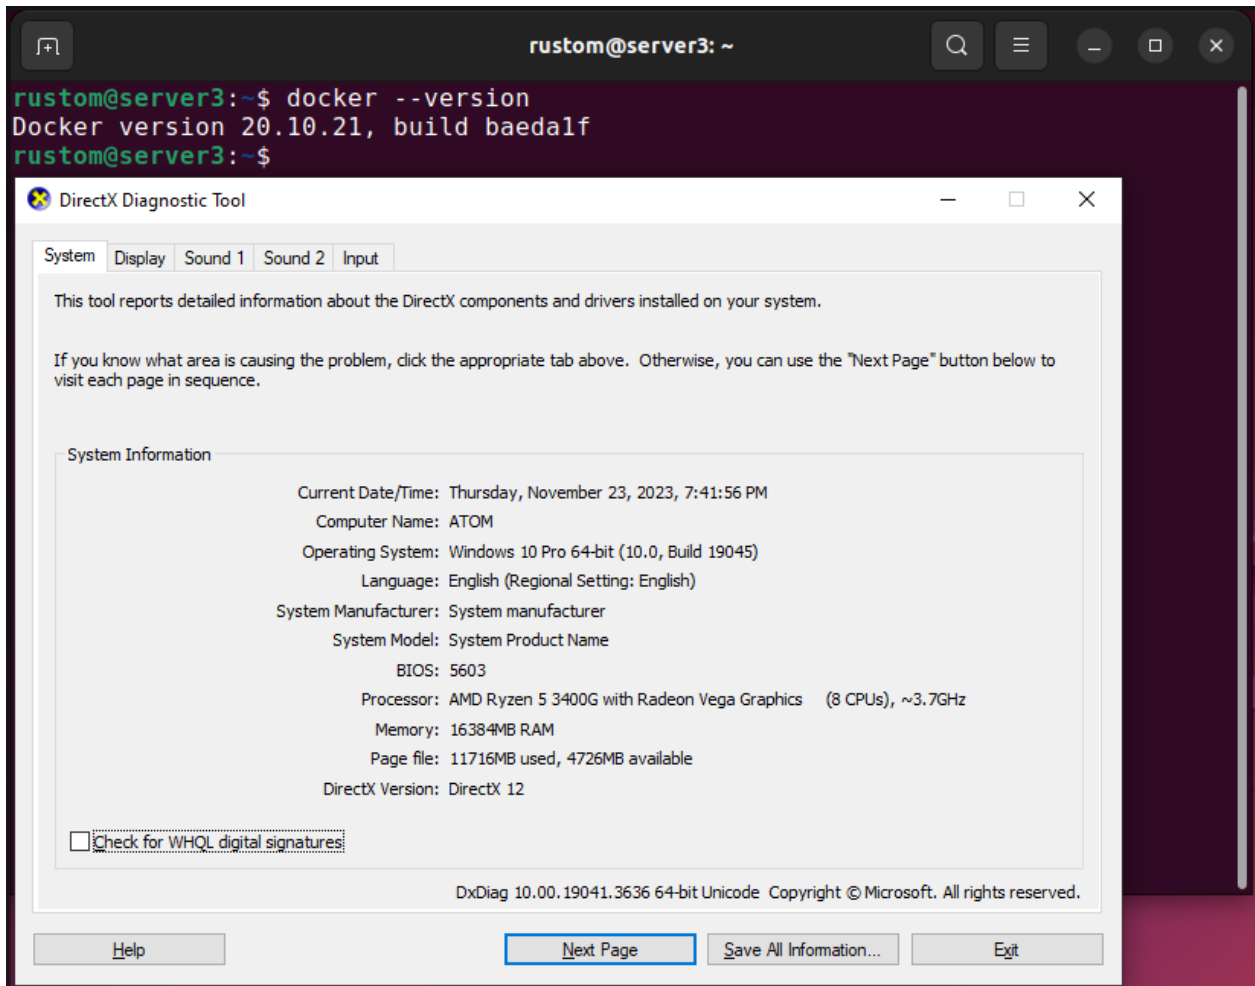 rustom@server3: ~
rustom@server3:~$ docker --version
Docker version 20.10.21, build baeda1f
rustom@server3:~$
DirectX Diagnostic Tool
System Display Sound 1 Sound 2 Input
This tool reports detailed information about the DirectX components and drivers installed on your system.
If you know what area is causing the problem, click the appropriate tab above.  Otherwise, you can use the "Next Page" button below to
visit each page in sequence.
System Information
Current Date/Time: Thursday, November 23, 2023, 7:41:56 PM
Computer Name: ATOM
Operating System: Windows 10 Pro 64-bit (10.0, Build 19045)
Language: English (Regional Setting: English)
System Manufacturer: System manufacturer
System Model: System Product Name
BIOS: 5603
Processor: AMD Ryzen 5 3400G with Radeon Vega Graphics    (8 CPUs), ~3.7GHz
Memory: 16384MB RAM
Page file: 11716MB used, 4726MB available
DirectX Version: DirectX 12
Check for WHQL digital signatures
DxDiag 10.00.19041.3636 64-bit Unicode  Copyright © Microsoft. All rights reserved.
Help Next Page Save All Information... Exit